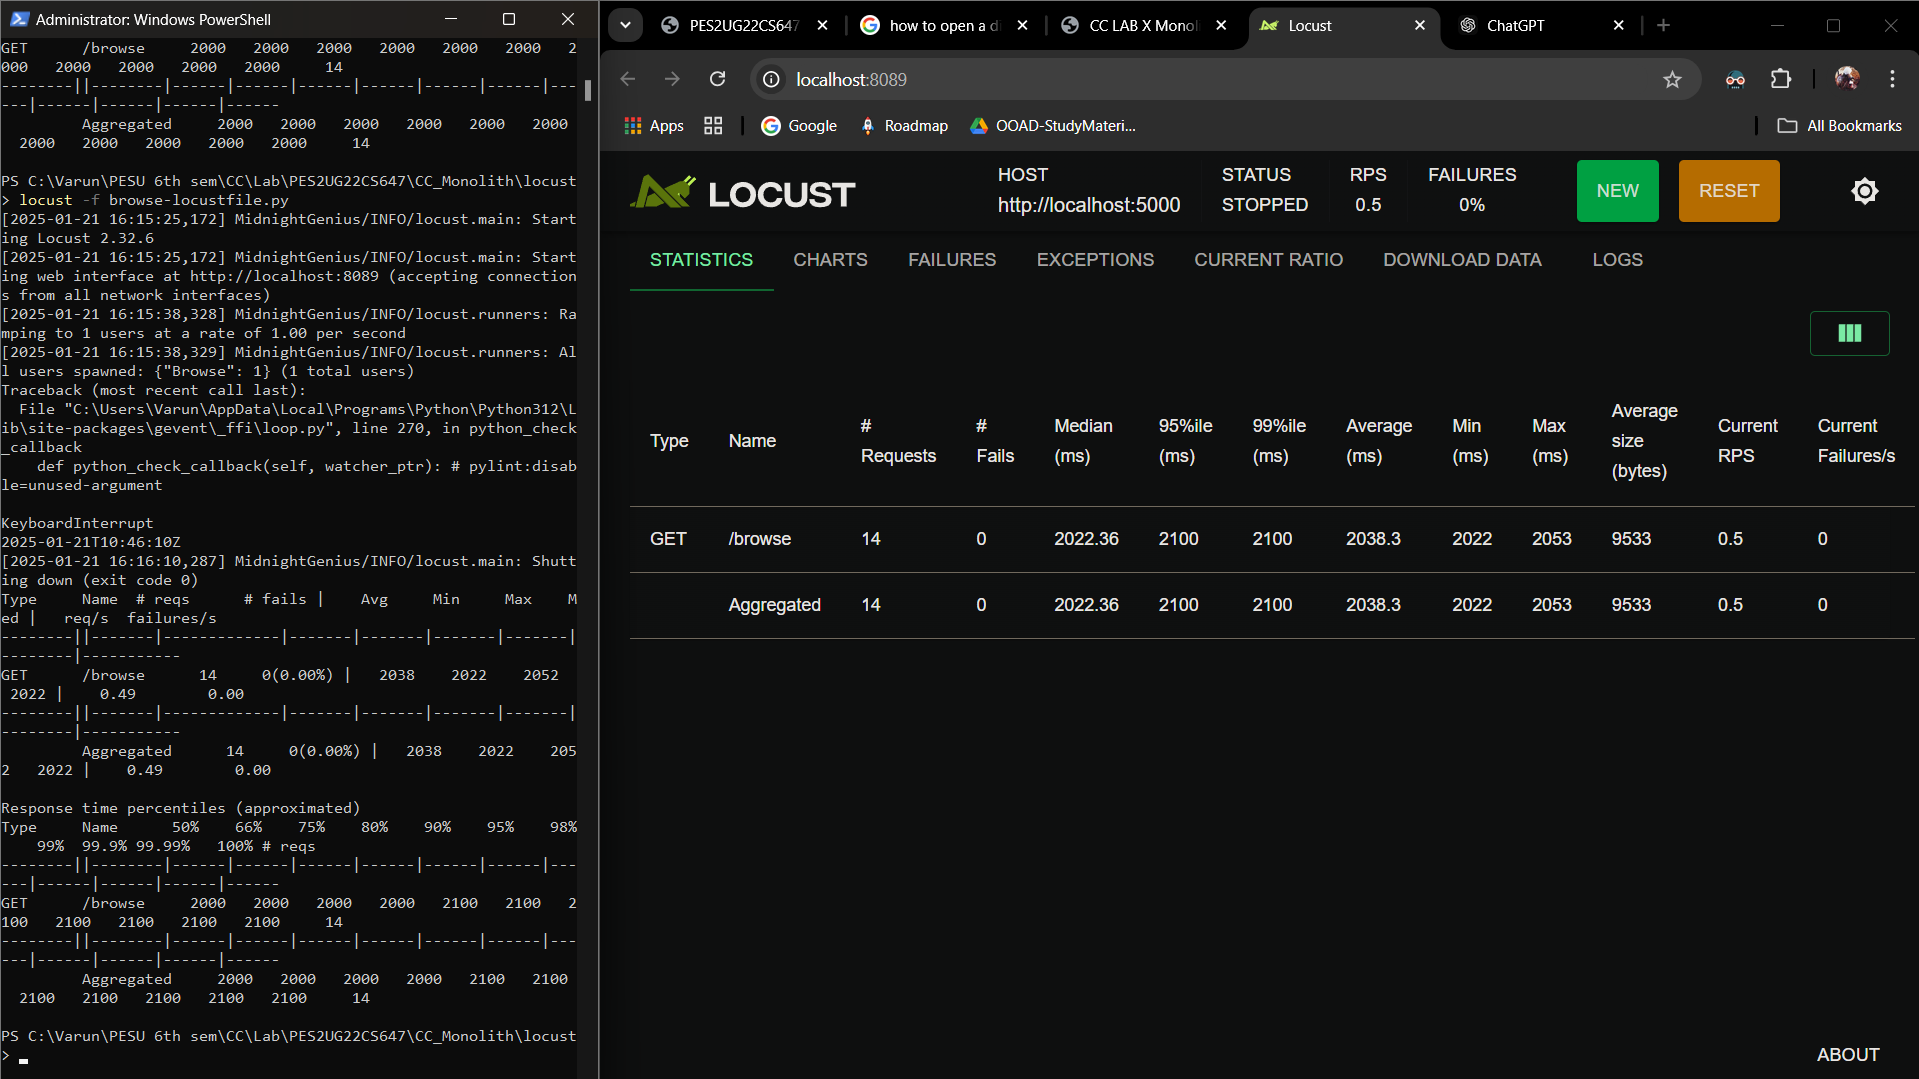 Administrator: Windows PowerShell
GET      /browse     2000   2000   2000   2000   2000   2000   2
000   2000   2000   2000   2000     14
--------||--------|------|------|------|------|------|------|---
---|------|------|------|------
         Aggregated     2000   2000   2000   2000   2000   2000
  2000   2000   2000   2000   2000     14
PS C:\Varun\PESU 6th sem\CC\Lab\PES2UG22CS647\CC_Monolith\locust
> locust -f browse-locustfile.py
[2025-01-21 16:15:25,172] MidnightGenius/INFO/locust.main: Start
ing Locust 2.32.6
[2025-01-21 16:15:25,172] MidnightGenius/INFO/locust.main: Start
ing web interface at http://localhost:8089 (accepting connection
s from all network interfaces)
[2025-01-21 16:15:38,328] MidnightGenius/INFO/locust.runners: Ra
mping to 1 users at a rate of 1.00 per second
[2025-01-21 16:15:38,329] MidnightGenius/INFO/locust.runners: Al
l users spawned: {"Browse": 1} (1 total users)
Traceback (most recent call last):
  File "C:\Users\Varun\AppData\Local\Programs\Python\Python312\L
ib\site-packages\gevent\_ffi\loop.py", line 270, in python_check
_callback
    def python_check_callback(self, watcher_ptr): # pylint:disab
le=unused-argument
KeyboardInterrupt
2025-01-21T10:46:10Z
[2025-01-21 16:16:10,287] MidnightGenius/INFO/locust.main: Shutt
ing down (exit code 0)
Type     Name  # reqs      # fails |    Avg     Min     Max    M
ed |   req/s  failures/s
--------||-------|-------------|-------|-------|-------|-------|
--------|-----------
GET      /browse      14     0(0.00%) |   2038    2022    2052
 2022 |    0.49        0.00
--------||-------|-------------|-------|-------|-------|-------|
--------|-----------
         Aggregated      14     0(0.00%) |   2038    2022    205
2   2022 |    0.49        0.00
Response time percentiles (approximated)
Type     Name      50%    66%    75%    80%    90%    95%    98%
    99%  99.9% 99.99%   100% # reqs
--------||--------|------|------|------|------|------|------|---
---|------|------|------|------
GET      /browse     2000   2000   2000   2000   2100   2100   2
100   2100   2100   2100   2100     14
--------||--------|------|------|------|------|------|------|---
---|------|------|------|------
         Aggregated     2000   2000   2000   2000   2100   2100
  2100   2100   2100   2100   2100     14
PS C:\Varun\PESU 6th sem\CC\Lab\PES2UG22CS647\CC_Monolith\locust
>
PES2UG22CS647
how to open a di
CC LAB X Monol
Locust
ChatGPT
localhost:8089
Apps
Google
Roadmap
OOAD-StudyMateri...
All Bookmarks
LOCUST
HOST
http://localhost:5000
STATUS
STOPPED
RPS
0.5
FAILURES
0%
NEW
RESET
STATISTICS CHARTS FAILURES EXCEPTIONS CURRENT RATIO DOWNLOAD DATA LOGS
Type Name # Requests # Fails Median (ms) 95%ile (ms) 99%ile (ms) Average (ms) Min (ms) Max (ms) Average size (bytes) Current RPS Current Failures/s
GET /browse 14 0 2022.36 2100 2100 2038.3 2022 2053 9533 0.5 0
Aggregated 14 0 2022.36 2100 2100 2038.3 2022 2053 9533 0.5 0
ABOUT